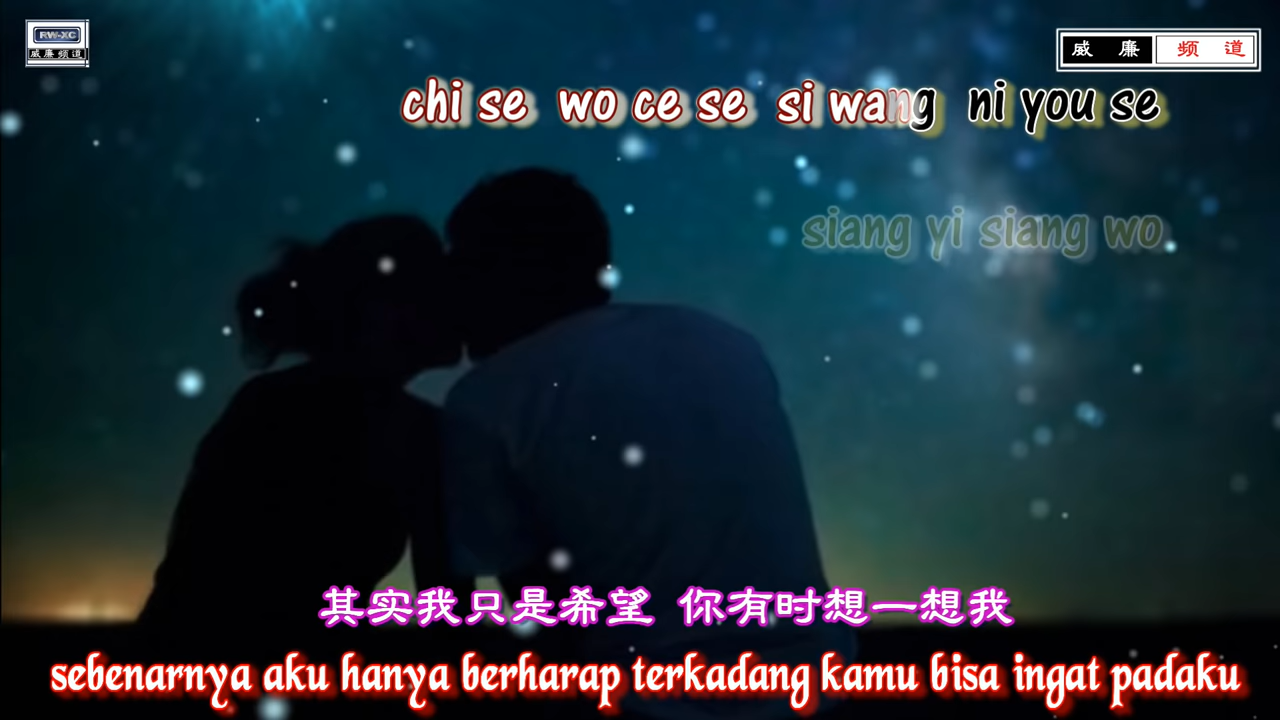 RW-XC
威廉频道
威廉 频道
chi se wo ce se si wang ni you se
siang yi siang wo
其实我只是希望 你有时想一想我
sebenarnya aku hanya berharap terkadang kamu bisa ingat padaku